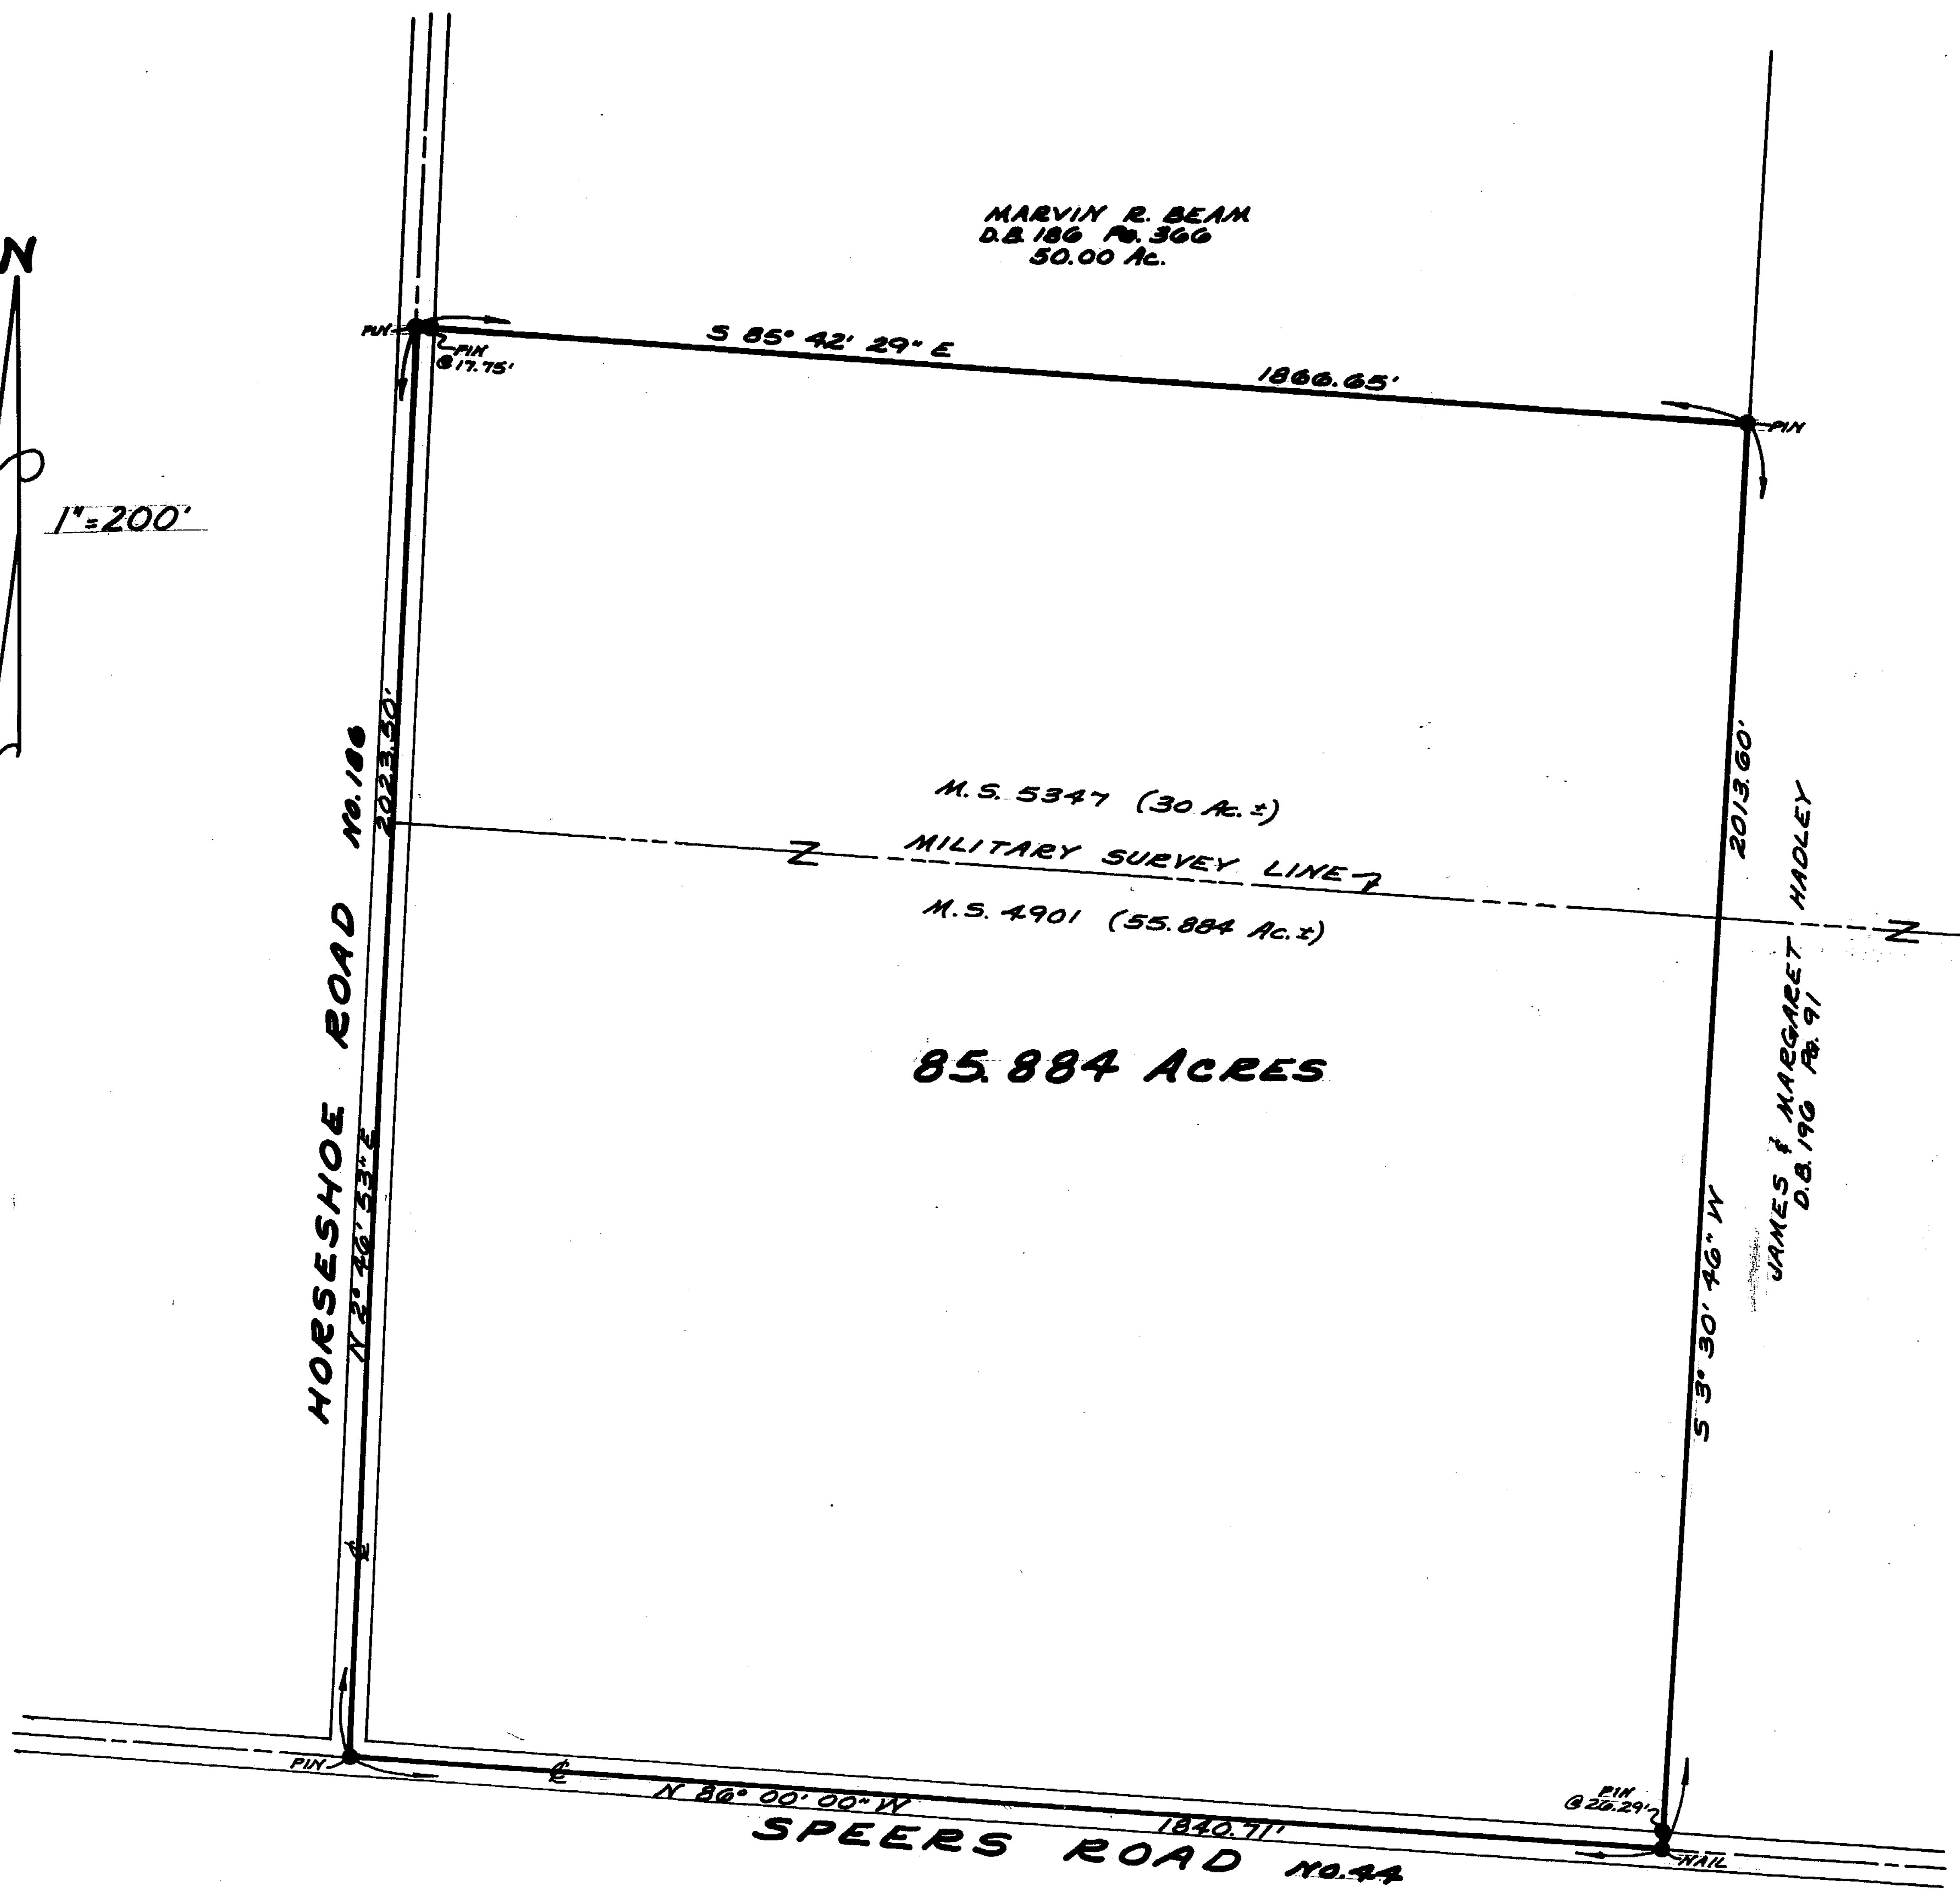 MARVIN R. BEAM
D.B. 186 PG. 366
50.00 AC.
N
1"=200'
PIN
PIN
@ 17.75'
S 85° 42' 29" E
1866.65'
PIN
HORSESHOE ROAD NO. 186
2023.50'
N 2° 46' 53" E
℄
M.S. 5347 (30 AC.±)
MILITARY SURVEY LINE
M.S. 4901 (55.884 AC.±)
85.884 ACRES
2013.60'
S 3° 30' 46" W
JAMES & MARGARET HADLEY
D.B. 196 PG. 91
PIN
℄
N 86° 00' 00" W
1840.71'
PIN
@ 26.29'
NAIL
SPEERS ROAD NO. 44